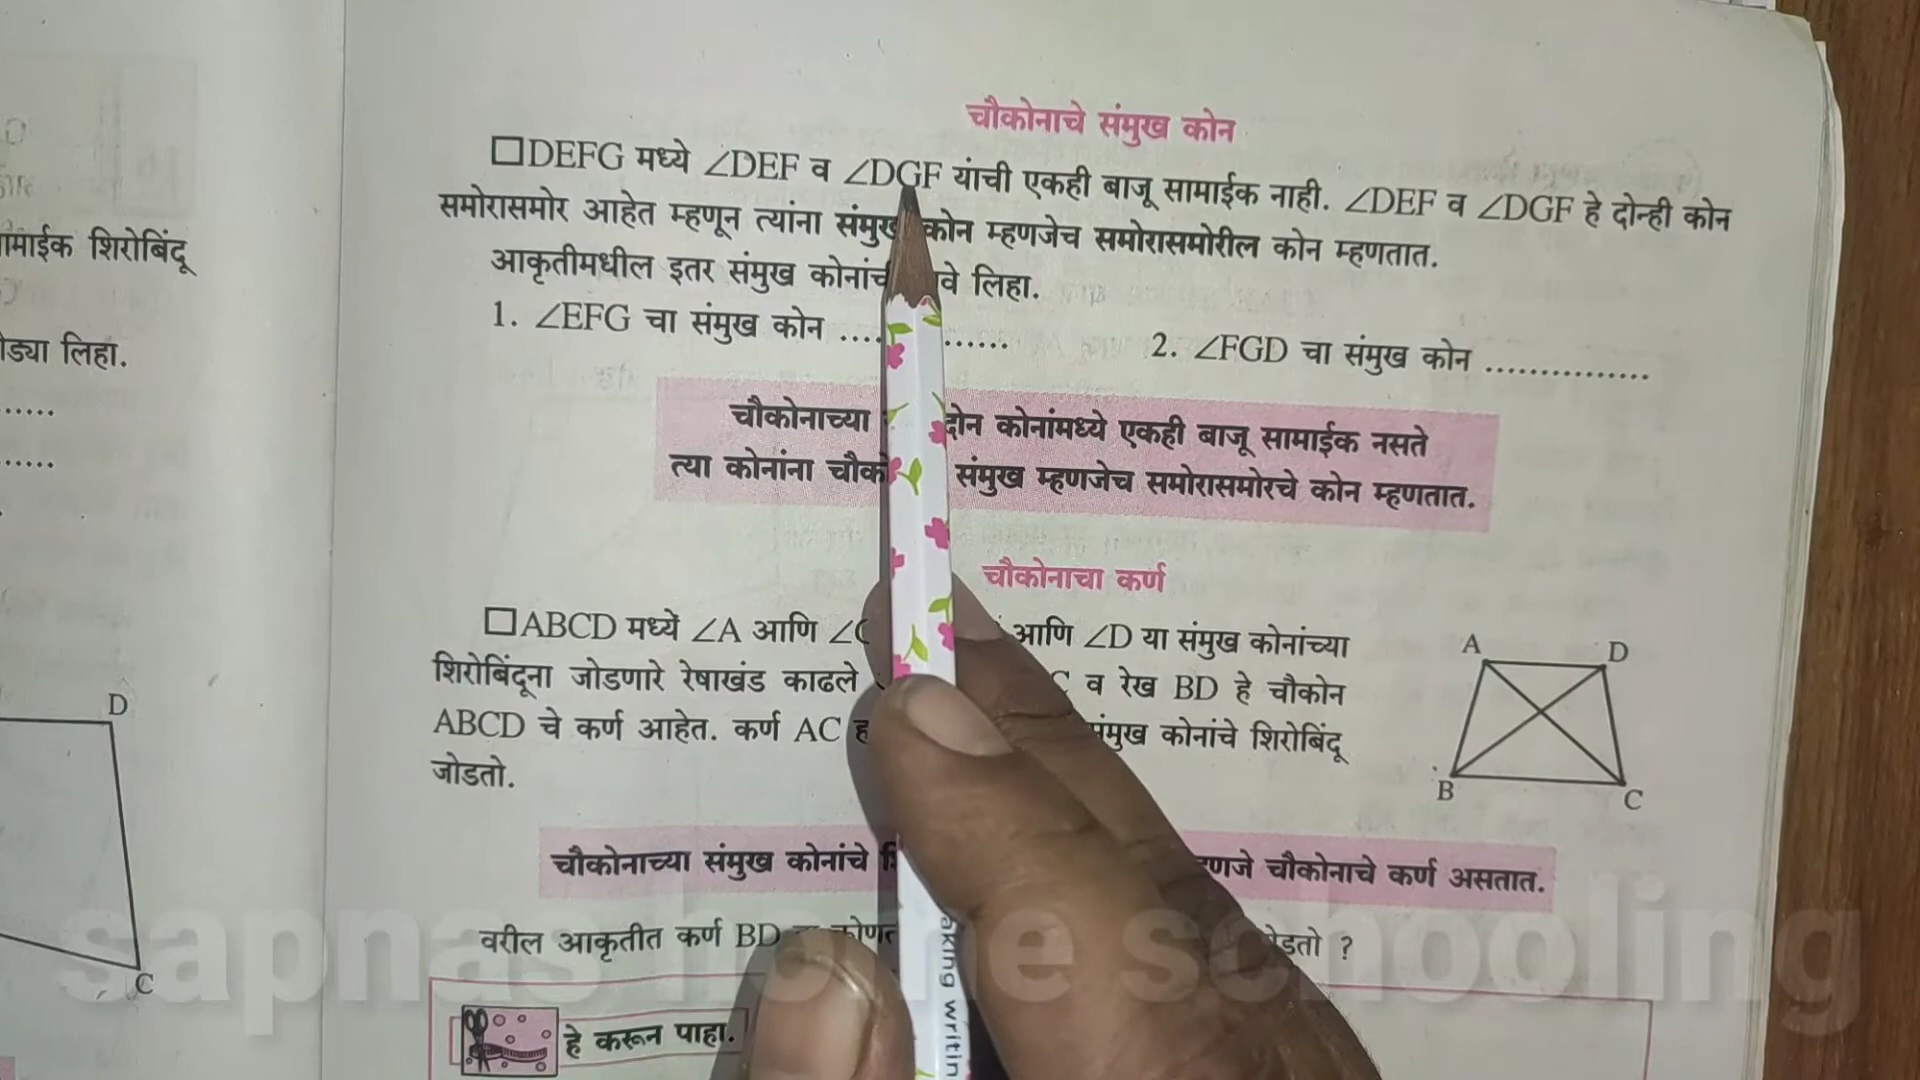 चौकोनाचे संमुख कोन
□DEFG मध्ये ∠DEF व ∠DGF यांची एकही बाजू सामाईक नाही. ∠DEF व ∠DGF हे दोन्ही कोन
समोरासमोर आहेत म्हणून त्यांना संमुख कोन म्हणजेच समोरासमोरील कोन म्हणतात.
आकृतीमधील इतर संमुख कोनांची लिहा.
1. ∠EFG चा संमुख कोन ............... 2. ∠FGD चा संमुख कोन ...............
चौकोनाच्या दोन कोनांमध्ये एकही बाजू सामाईक नसते
त्या कोनांना संमुख म्हणजेच समोरासमोरचे कोन म्हणतात.
चौकोनाचा कर्ण
□ABCD मध्ये ∠A आणि आणि ∠D या संमुख कोनांच्या
शिरोबिंदूना जोडणारे रेषाखंड काढले व रेख BD हे चौकोन
ABCD चे कर्ण आहेत. कर्ण AC संमुख कोनांचे शिरोबिंदू
जोडतो.
A D
B C
चौकोनाच्या संमुख कोनांचे चौकोनाचे कर्ण असतात.
वरील आकृतीत कर्ण BD ?
हे करून पाहा.
माईक शिरोबिंदू
लिहा.
D
C
sapnas home schooling